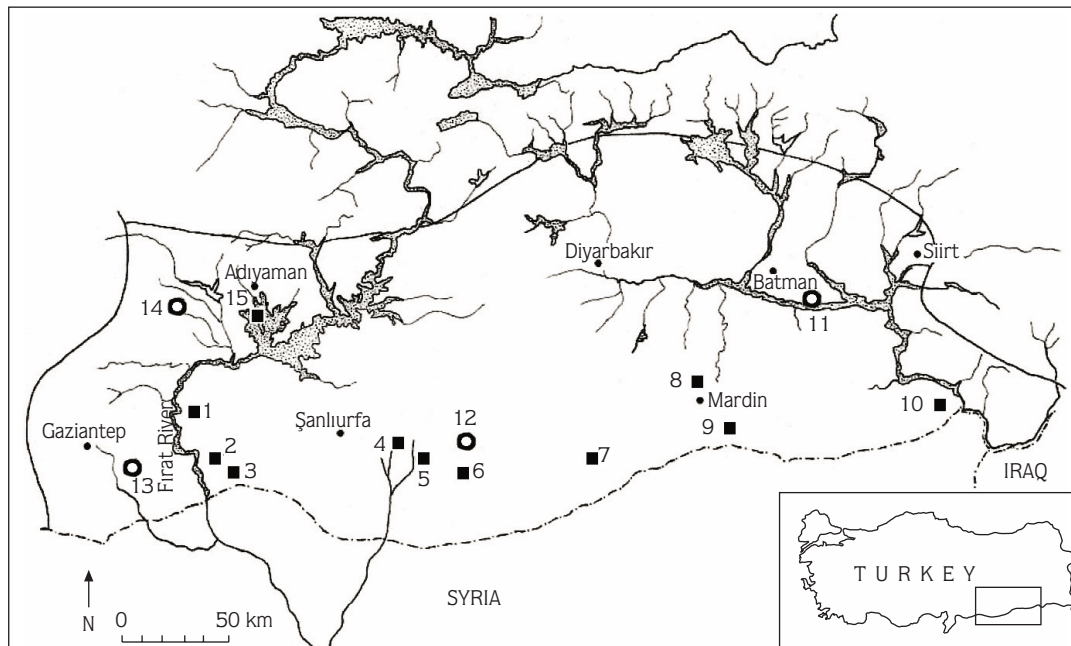 Diyarbakır
Siirt
Adıyaman
Batman
15
14
11
8
Mardin
10
1
Şanlıurfa
12
9
Gaziantep
4
2
7
Fırat River
5
6
3
13
IRAQ
TURKEY
SYRIA
N
0 50 km